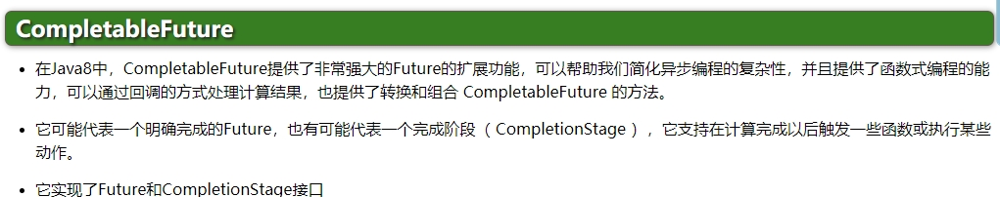 CompletableFuture
在Java8中，CompletableFuture提供了非常强大的Future的扩展功能，可以帮助我们简化异步编程的复杂性，并且提供了函数式编程的能
力，可以通过回调的方式处理计算结果，也提供了转换和组合 CompletableFuture 的方法。
它可能代表一个明确完成的Future，也有可能代表一个完成阶段（ CompletionStage ），它支持在计算完成以后触发一些函数或执行某些
动作。
它实现了Future和CompletionStage接口